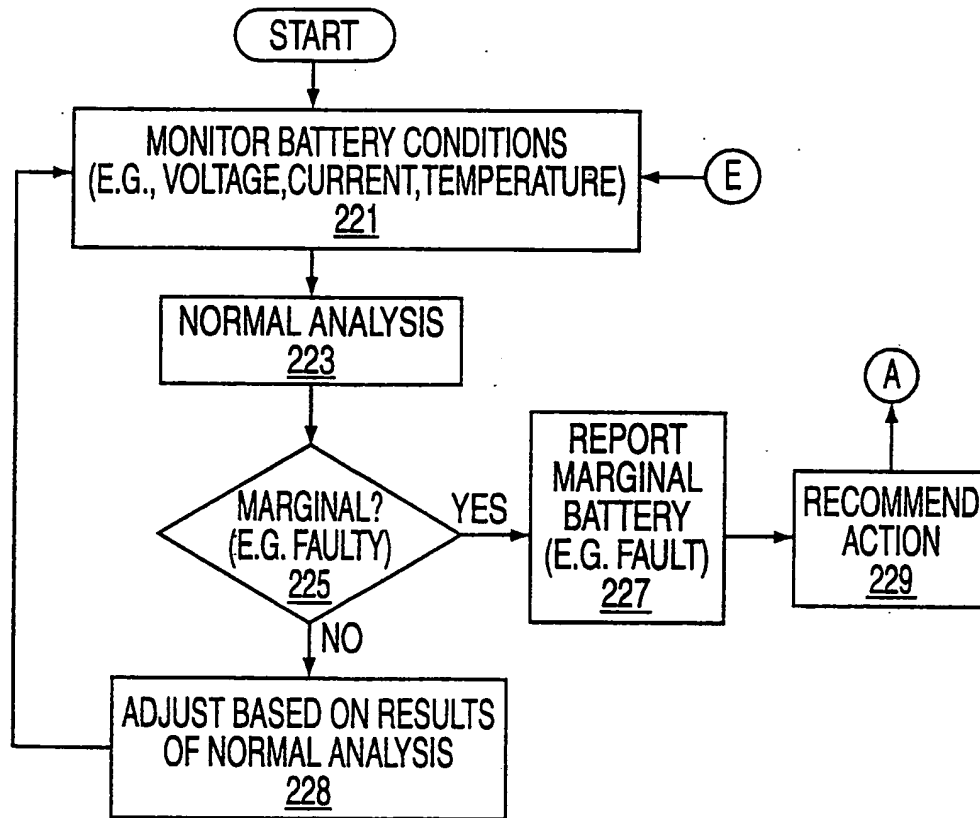 START
MONITOR BATTERY CONDITIONS
(E.G., VOLTAGE,CURRENT,TEMPERATURE)
221
E
NORMAL ANALYSIS
223
MARGINAL?
(E.G. FAULTY)
225
YES
NO
REPORT
MARGINAL
BATTERY
(E.G. FAULT)
227
A
RECOMMEND
ACTION
229
ADJUST BASED ON RESULTS
OF NORMAL ANALYSIS
228